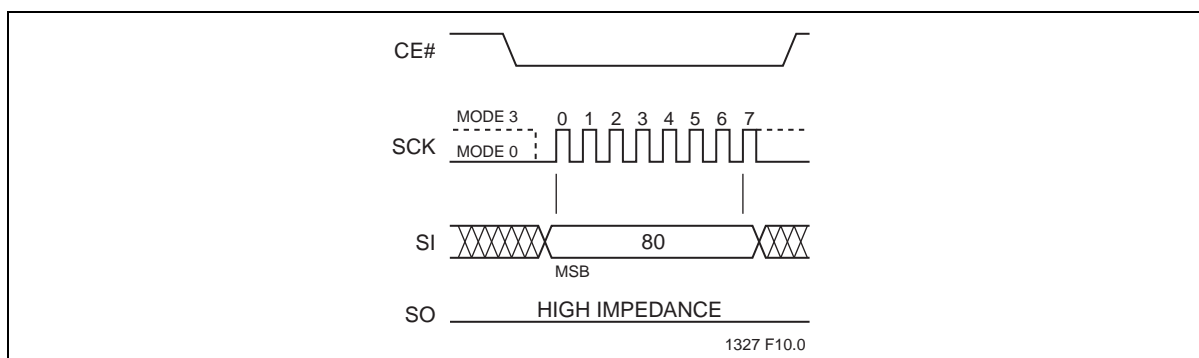 CE#
MODE 3
0 1 2 3 4 5 6 7
SCK
MODE 0
SI
80
MSB
SO
HIGH IMPEDANCE
1327 F10.0